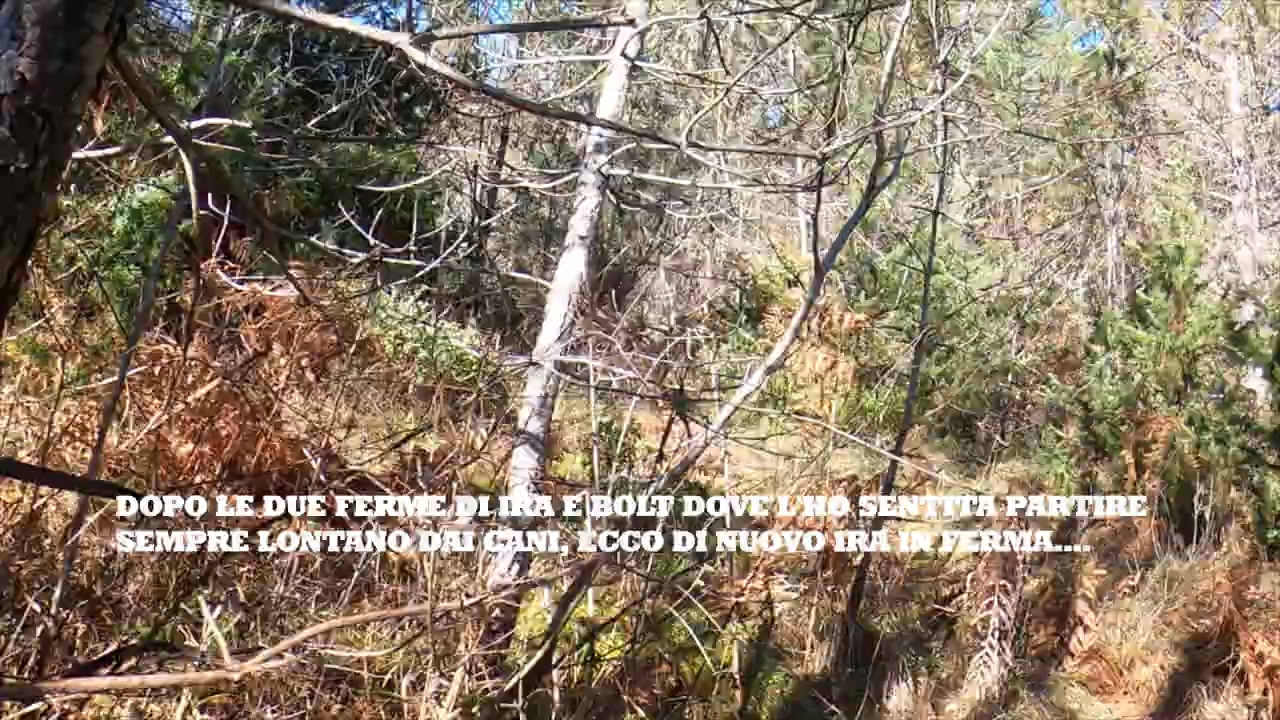 DOPO LE DUE FERME DI IRA E BOLT DOVE L'HO SENTITA PARTIRE
SEMPRE LONTANO DAI CANI, ECCO DI NUOVO IRA IN FERMA....